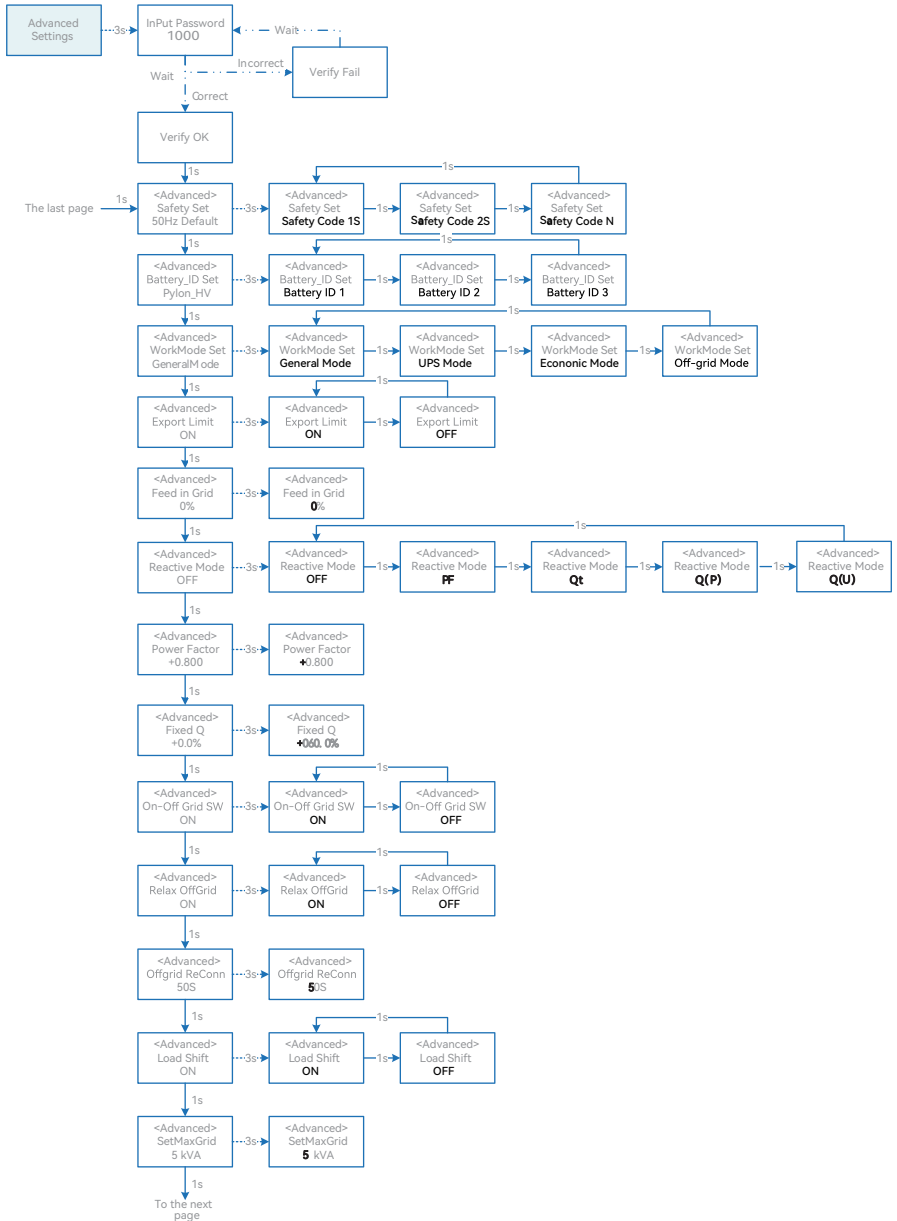 Advanced
Settings
3s
InPut Password
1000
Wait
Incorrect
Wait
Verify Fail
Correct
Verify OK
1s
1s
The last page
1s
<Advanced>
Safety Set
50Hz Default
3s
<Advanced>
Safety Set
Safety Code 1S
1s
<Advanced>
Safety Set
Safety Code 2S
1s
<Advanced>
Safety Set
Safety Code N
1s
1s
<Advanced>
Battery_ID Set
Pylon_HV
3s
<Advanced>
Battery_ID Set
Battery ID 1
1s
<Advanced>
Battery_ID Set
Battery ID 2
1s
<Advanced>
Battery_ID Set
Battery ID 3
1s
1s
<Advanced>
WorkMode Set
GeneralMode
3s
<Advanced>
WorkMode Set
General Mode
1s
<Advanced>
WorkMode Set
UPS Mode
1s
<Advanced>
WorkMode Set
Econonic Mode
1s
<Advanced>
WorkMode Set
Off-grid Mode
1s
1s
<Advanced>
Export Limit
ON
3s
<Advanced>
Export Limit
ON
1s
<Advanced>
Export Limit
OFF
1s
<Advanced>
Feed in Grid
0%
3s
<Advanced>
Feed in Grid
0%
1s
1s
<Advanced>
Reactive Mode
OFF
3s
<Advanced>
Reactive Mode
OFF
1s
<Advanced>
Reactive Mode
PF
1s
<Advanced>
Reactive Mode
Qt
1s
<Advanced>
Reactive Mode
Q(P)
1s
<Advanced>
Reactive Mode
Q(U)
1s
<Advanced>
Power Factor
+0.800
3s
<Advanced>
Power Factor
+0.800
1s
<Advanced>
Fixed Q
+0.0%
3s
<Advanced>
Fixed Q
+060.0%
1s
1s
<Advanced>
On-Off Grid SW
ON
3s
<Advanced>
On-Off Grid SW
ON
1s
<Advanced>
On-Off Grid SW
OFF
1s
1s
<Advanced>
Relax OffGrid
ON
3s
<Advanced>
Relax OffGrid
ON
1s
<Advanced>
Relax OffGrid
OFF
1s
<Advanced>
Offgrid ReConn
50S
3s
<Advanced>
Offgrid ReConn
50S
1s
1s
<Advanced>
Load Shift
ON
3s
<Advanced>
Load Shift
ON
1s
<Advanced>
Load Shift
OFF
1s
<Advanced>
SetMaxGrid
5 kVA
3s
<Advanced>
SetMaxGrid
5 kVA
1s
To the next
page